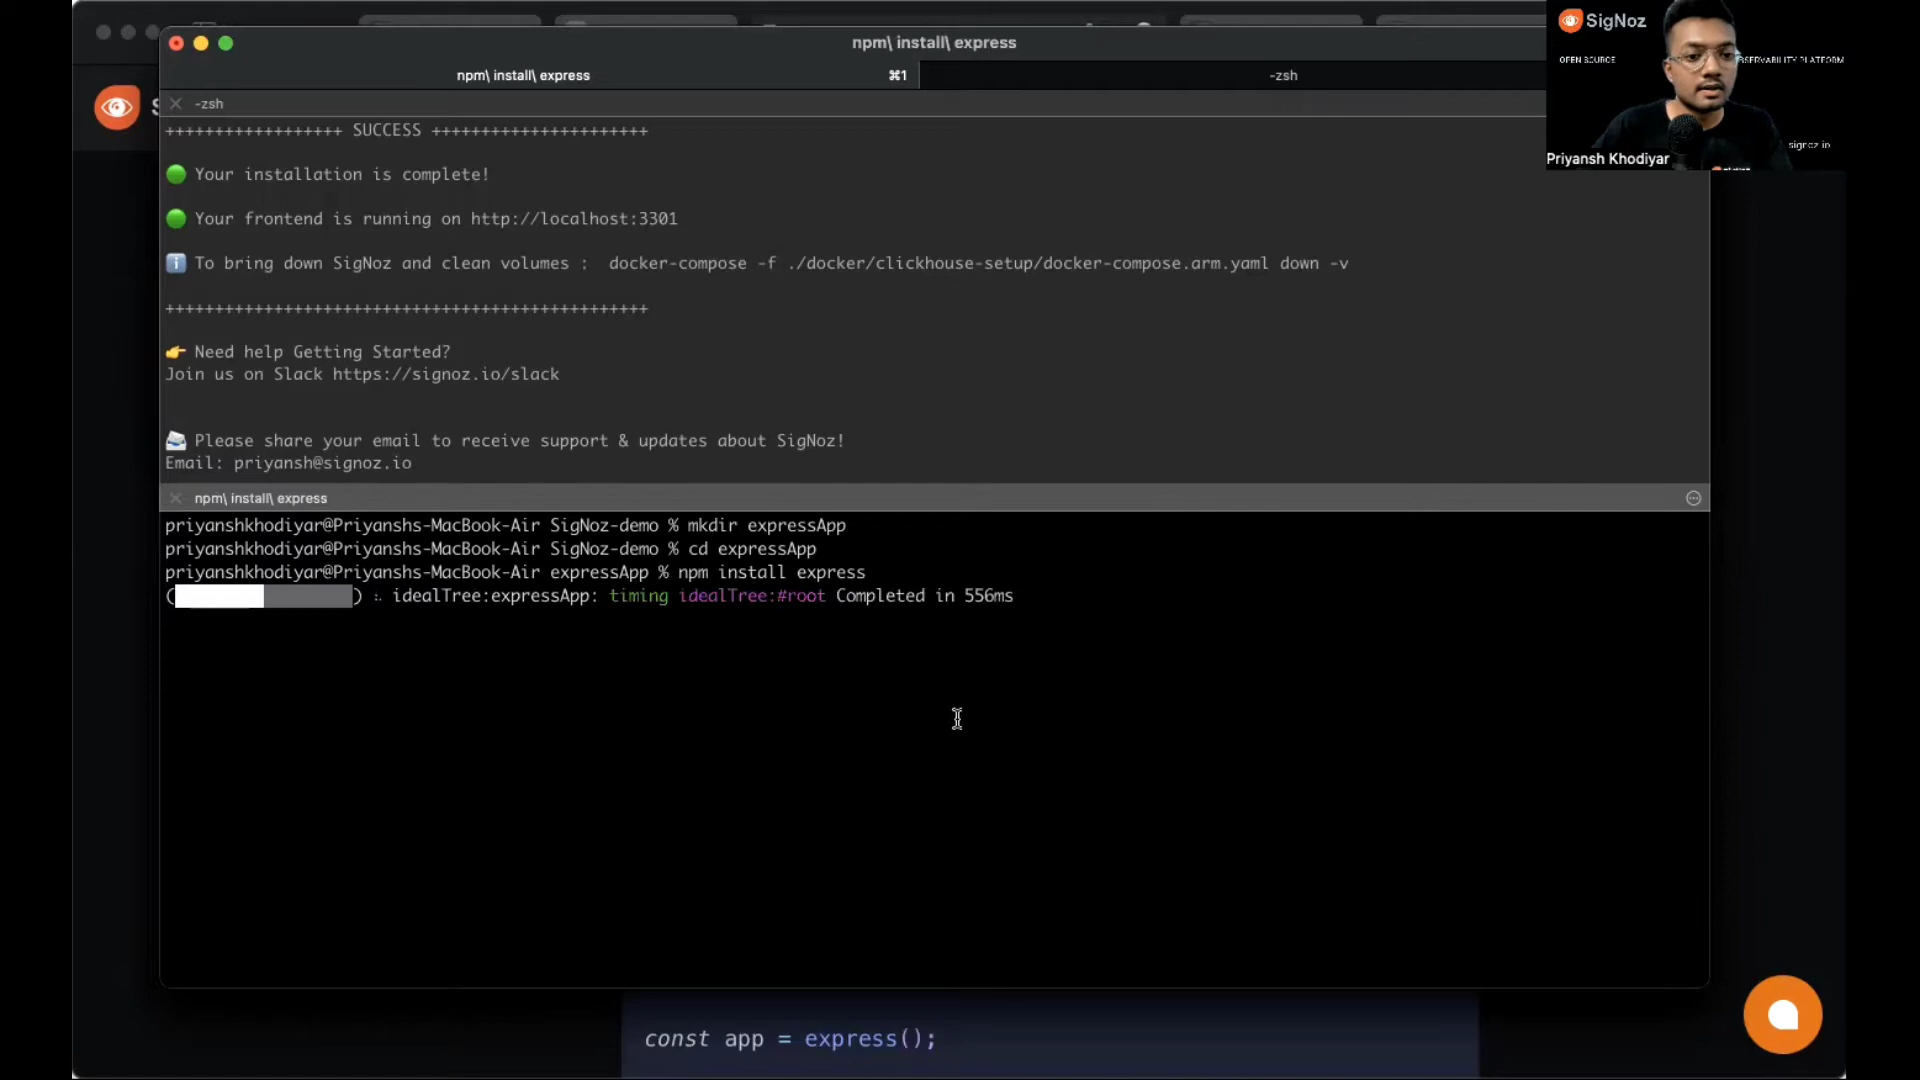 npm\ install\ express
npm\ install\ express ⌘1 -zsh
-zsh
++++++++++++++++++ SUCCESS ++++++++++++++++++++++
Your installation is complete!
Your frontend is running on http://localhost:3301
To bring down SigNoz and clean volumes : docker-compose -f ./docker/clickhouse-setup/docker-compose.arm.yaml down -v
+++++++++++++++++++++++++++++++++++++++++++++++++
Need help Getting Started?
Join us on Slack https://signoz.io/slack
Please share your email to receive support & updates about SigNoz!
Email: priyansh@signoz.io
npm\ install\ express
priyanshkhodiyar@Priyanshs-MacBook-Air SigNoz-demo % mkdir expressApp
priyanshkhodiyar@Priyanshs-MacBook-Air SigNoz-demo % cd expressApp
priyanshkhodiyar@Priyanshs-MacBook-Air expressApp % npm install express
( ) ⠦ idealTree:expressApp: timing idealTree:#root Completed in 556ms
const app = express();
SigNoz
OPEN SOURCE
PLATFORM
signoz.io
Priyansh Khodiyar